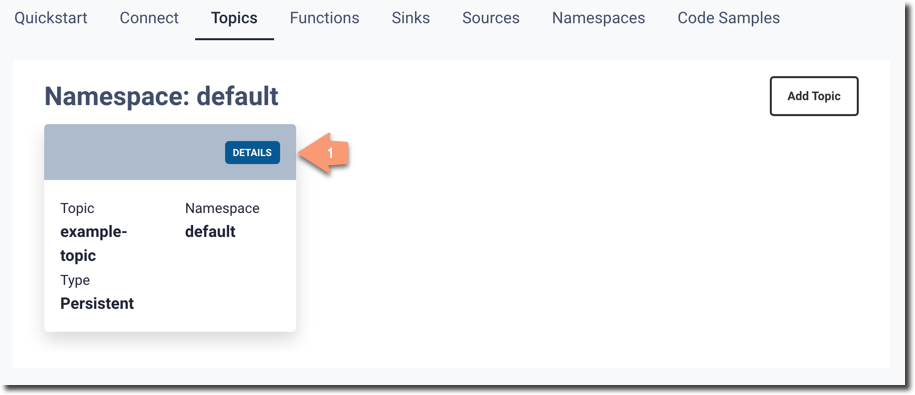 Quickstart Connect Topics Functions Sinks Sources Namespaces Code Samples
Namespace: default
Add Topic
DETAILS
1
Topic Namespace
example- default
topic
Type
Persistent